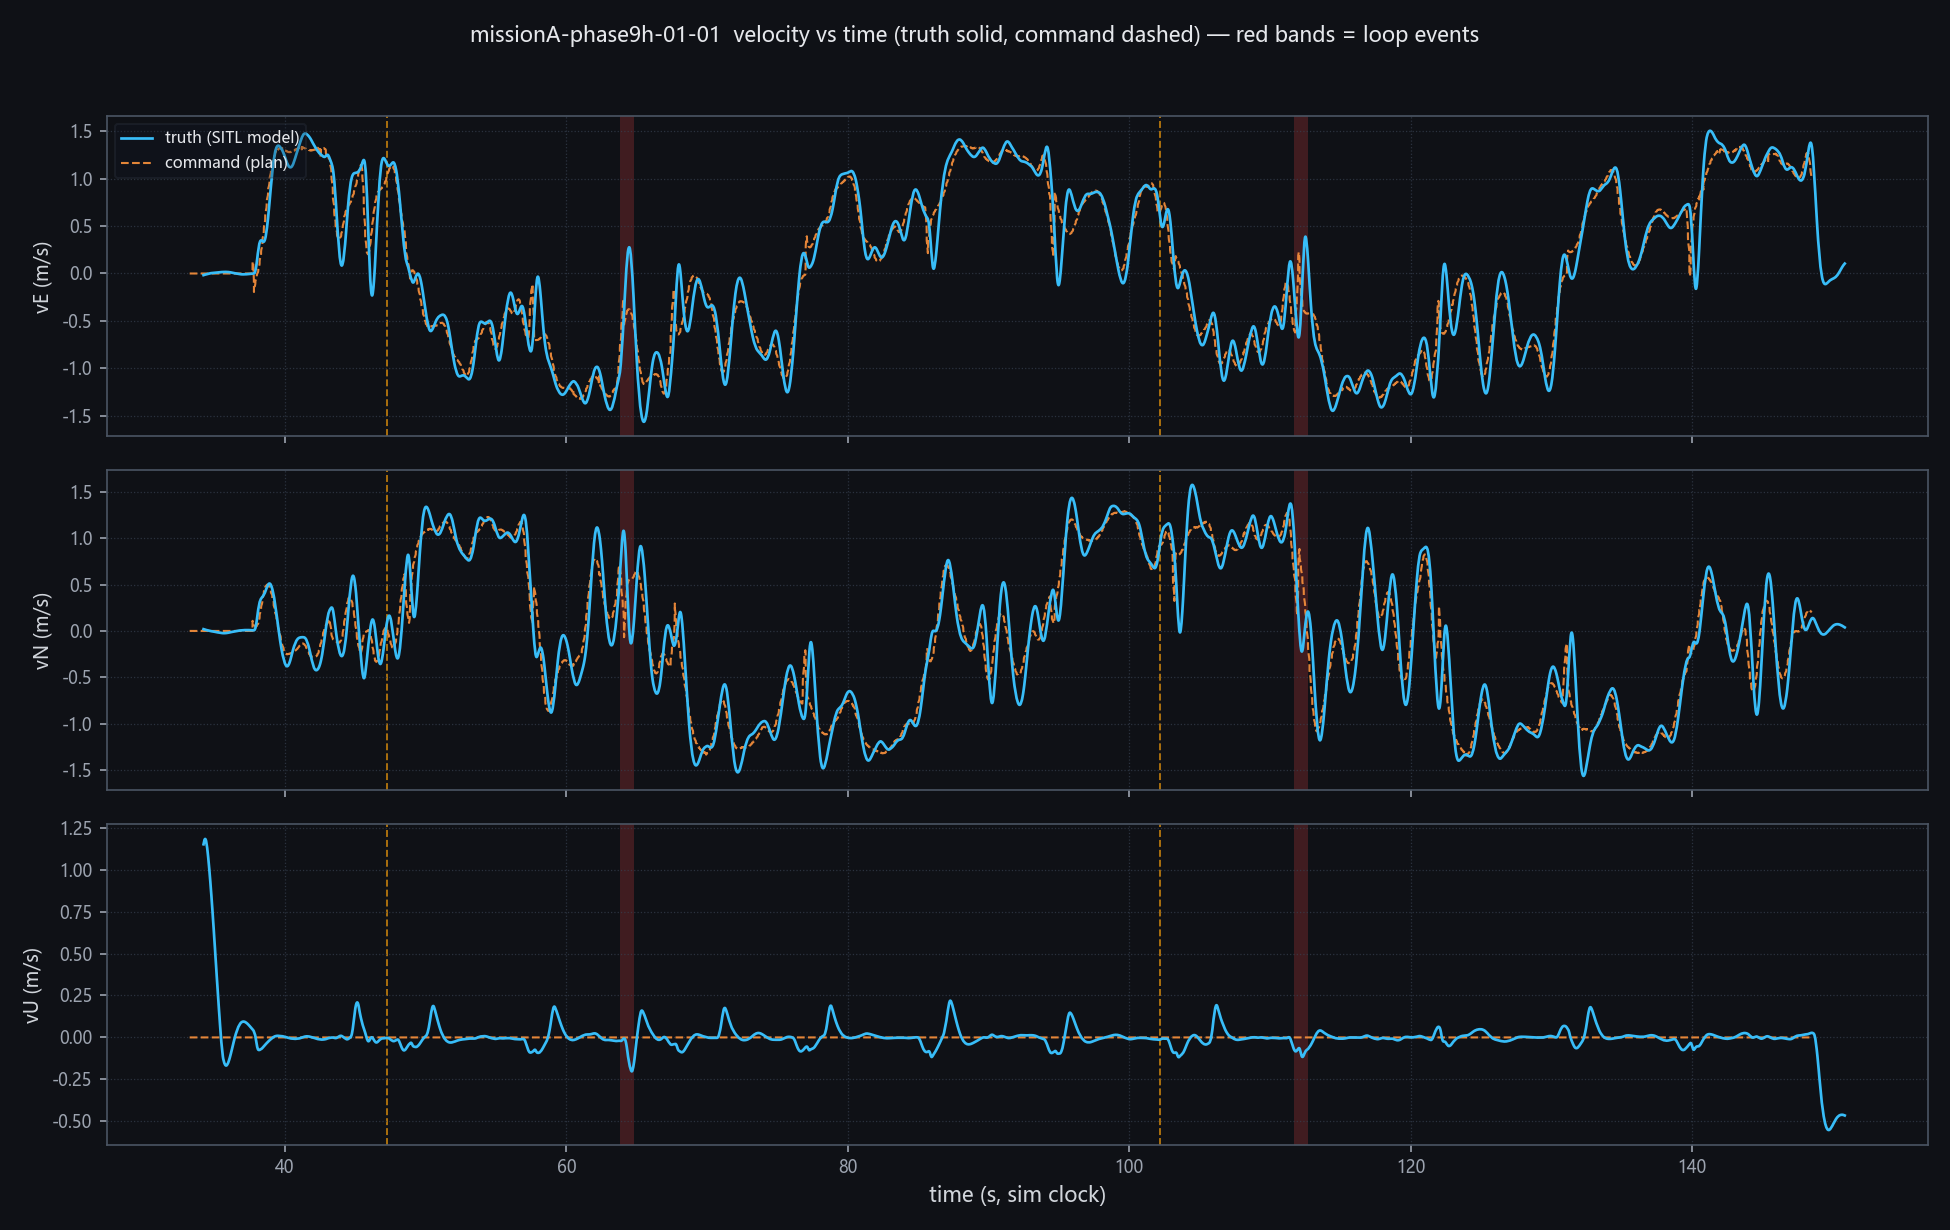 missionA-phase9h-01-01  velocity vs time (truth solid, command dashed) — red bands = loop events
truth (SITL model)
command (plan)
1.5
1.0
0.5
0.0
-0.5
-1.0
-1.5
vE (m/s)
1.5
1.0
0.5
0.0
-0.5
-1.0
-1.5
vN (m/s)
1.25
1.00
0.75
0.50
0.25
0.00
-0.25
-0.50
vU (m/s)
40 60 80 100 120 140
time (s, sim clock)